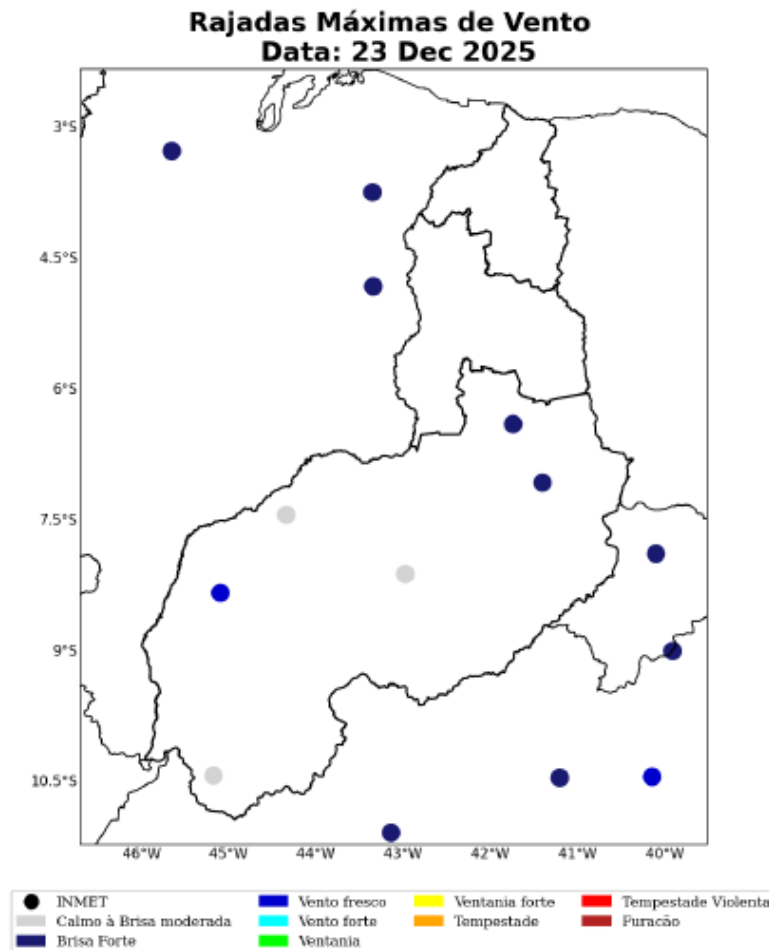 Rajadas Máximas de Vento
Data: 23 Dec 2025
3°S
4.5°S
6°S
7.5°S
9°S
10.5°S
46°W 45°W 44°W 43°W 42°W 41°W 40°W
INMET Vento fresco Ventania forte Tempestade Violenta
Calmo à Brisa moderada Vento forte Tempestade Furacão
Brisa Forte Ventania